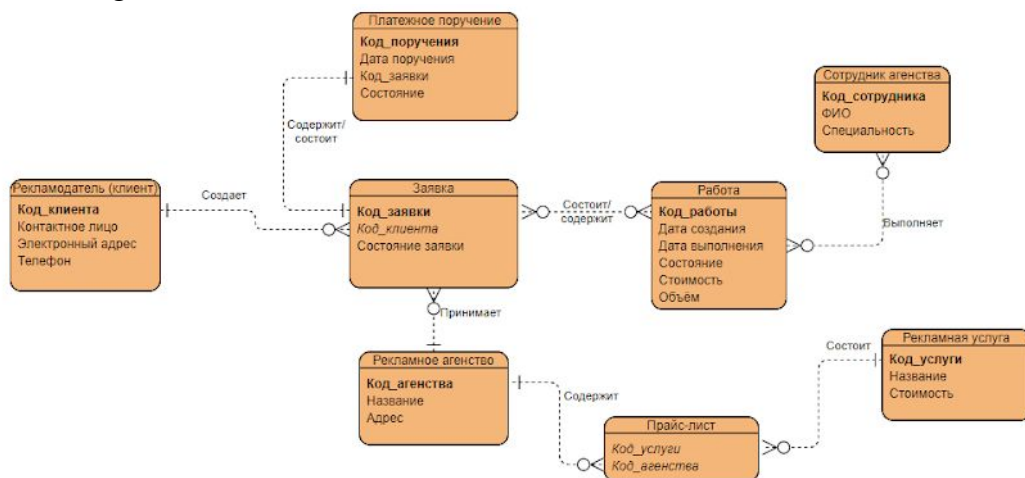 Платежное поручение
Код_поручения
Дата поручения
Код_заявки
Состояние
Сотрудник агенства
Код_сотрудника
ФИО
Специальность
Содержит/
состоит
Рекламодатель (клиент)
Код_клиента
Контактное лицо
Электронный адрес
Телефон
Создает
Заявка
Код_заявки
Код_клиента
Состояние заявки
Состоит/
содержит
Работа
Код_работы
Дата создания
Дата выполнения
Состояние
Стоимость
Объём
Выполняет
Принимает
Рекламное агенство
Код_агенства
Название
Адрес
Содержит
Прайс-лист
Код_услуги
Код_агенства
Состоит
Рекламная услуга
Код_услуги
Название
Стоимость